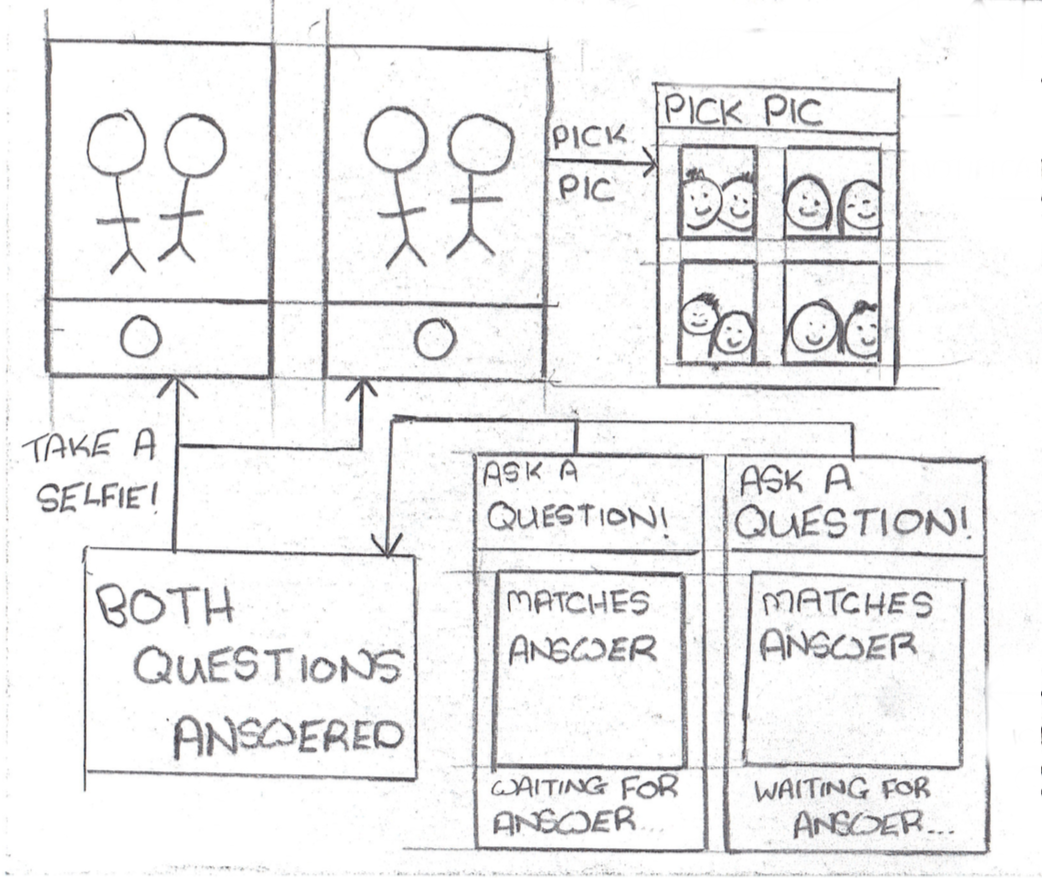 PICK
PIC
PICK PIC
TAKE A
SELFIE!
BOTH
QUESTIONS
ANSWERED
ASK A
QUESTION!
MATCHES
ANSWER
WAITING FOR
ANSWER...
ASK A
QUESTION!
MATCHES
ANSWER
WAITING FOR
ANSWER...